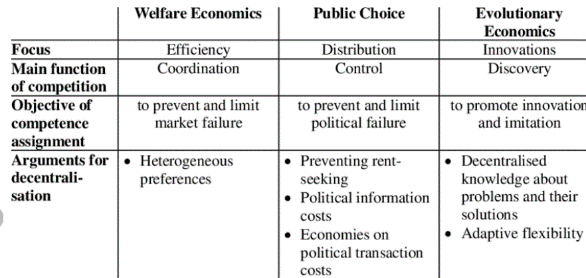 Welfare Economics Public Choice Evolutionary
Economics
Focus Efficiency Distribution Innovations
Main function Coordination Control Discovery
of competition
Objective of to prevent and limit to prevent and limit to promote innovation
competence market failure political failure and imitation
assignment
Arguments for • Heterogeneous • Preventing rent- • Decentralised
decentrali- preferences seeking knowledge about
sation • Political information problems and their
costs solutions
• Economies on • Adaptive flexibility
political transaction
costs